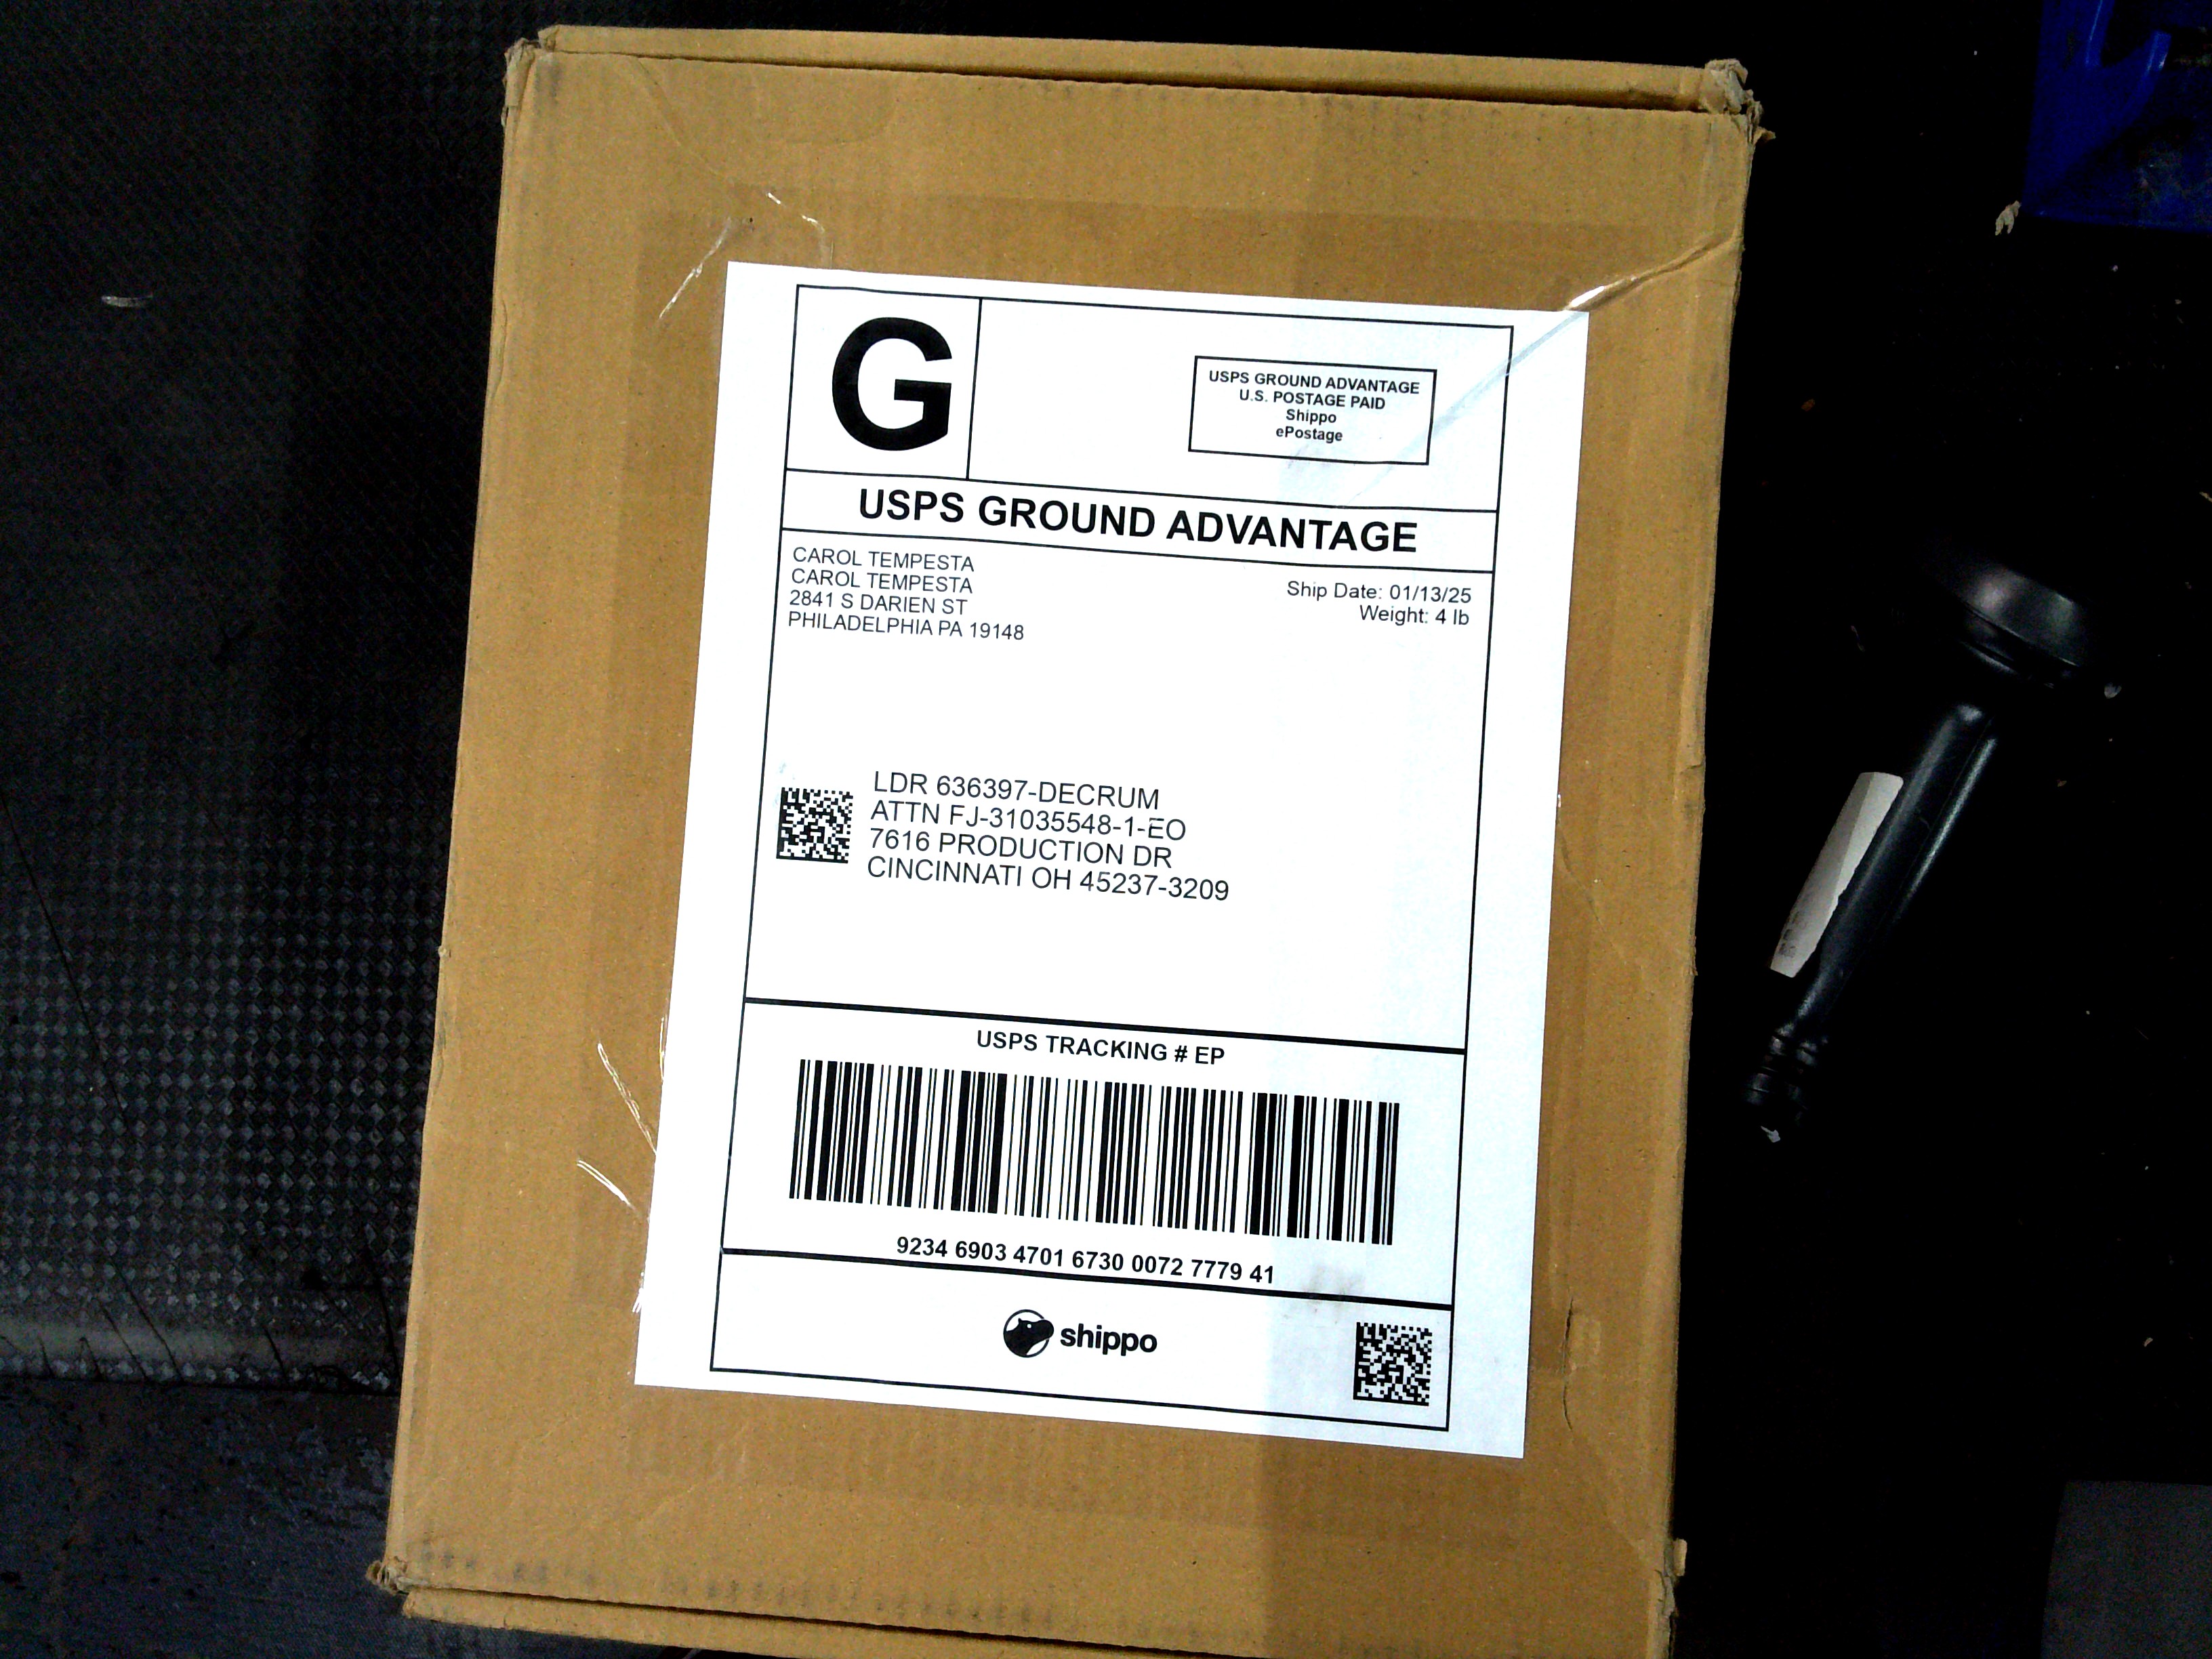 G
USPS GROUND ADVANTAGE
U.S. POSTAGE PAID
Shippo
ePostage
USPS GROUND ADVANTAGE
CAROL TEMPESTA
CAROL TEMPESTA
2841 S DARIEN ST
PHILADELPHIA PA 19148
Ship Date: 01/13/25
Weight: 4 lb
LDR 636397-DECRUM
ATTN FJ-31035548-1-EO
7616 PRODUCTION DR
CINCINNATI OH 45237-3209
USPS TRACKING # EP
9234 6903 4701 6730 0072 7779 41
shippo